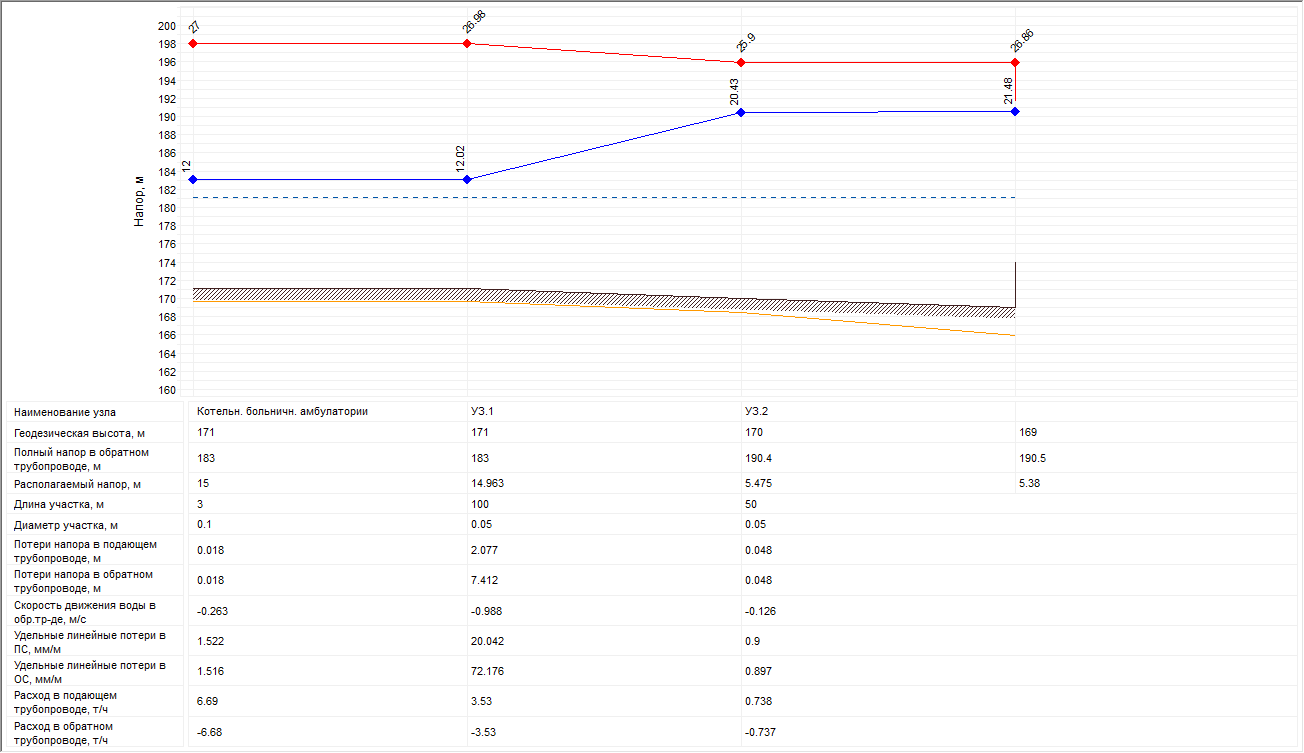 27
26.98
25.9
26.86
12
12.02
20.43
21.48
Напор, м
200
198
196
194
192
190
188
186
184
182
180
178
176
174
172
170
168
166
164
162
160
Наименование узла Котельн. больничн. амбулатории УЗ.1 УЗ.2
Геодезическая высота, м 171 171 170 169
Полный напор в обратном
трубопроводе, м 183 183 190.4 190.5
Располагаемый напор, м 15 14.963 5.475 5.38
Длина участка, м 3 100 50
Диаметр участка, м 0.1 0.05 0.05
Потери напора в подающем
трубопроводе, м 0.018 2.077 0.048
Потери напора в обратном
трубопроводе, м 0.018 7.412 0.048
Скорость движения воды в
обр.тр-де, м/с -0.263 -0.988 -0.126
Удельные линейные потери в
ПС, мм/м 1.522 20.042 0.9
Удельные линейные потери в
ОС, мм/м 1.516 72.176 0.897
Расход в подающем
трубопроводе, т/ч 6.69 3.53 0.738
Расход в обратном
трубопроводе, т/ч -6.68 -3.53 -0.737